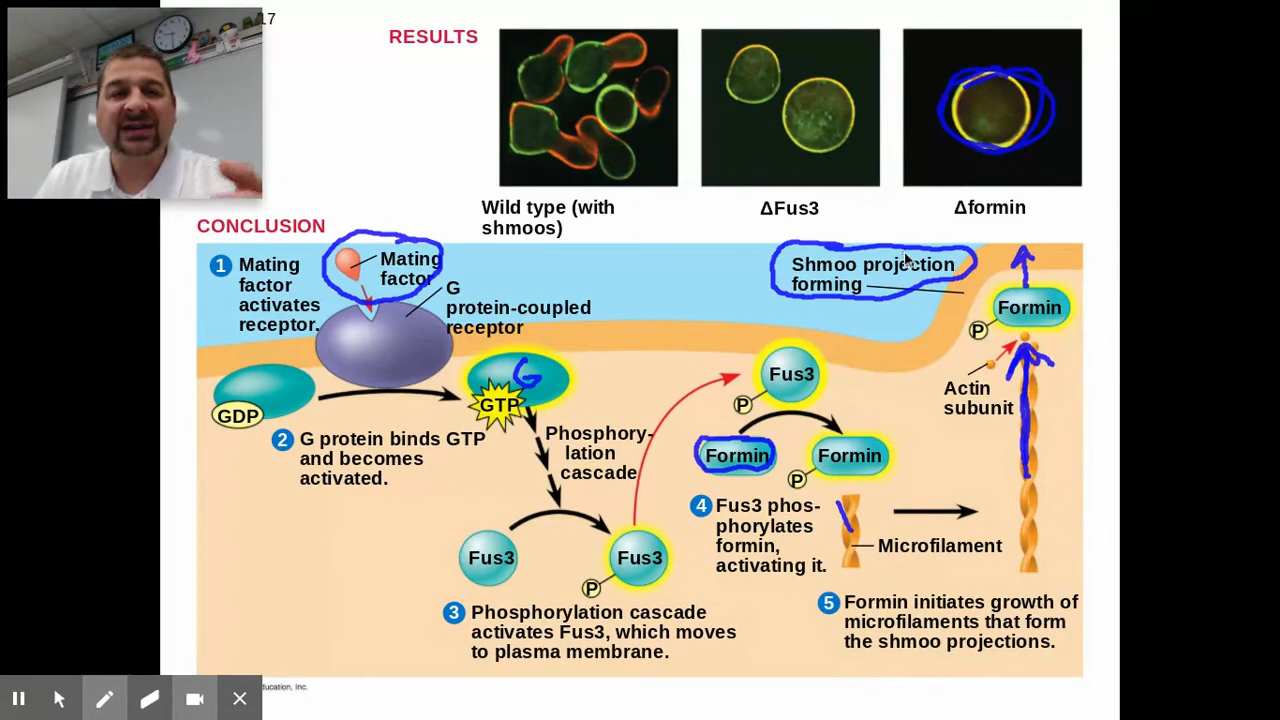 17
RESULTS
Wild type (with
shmoos)
ΔFus3
Δformin
CONCLUSION
1 Mating
factor
activates
receptor.
Mating
factor
G
protein-coupled
receptor
Shmoo projection
forming
Formin
P
Actin
subunit
GDP
G
GTP
2 G protein binds GTP
and becomes
activated.
Phosphory-
lation
cascade
Fus3
P
Formin
Formin
P
Fus3
Fus3
P
3 Phosphorylation cascade
activates Fus3, which moves
to plasma membrane.
4 Fus3 phos-
phorylates
formin,
activating it.
Microfilament
5 Formin initiates growth of
microfilaments that form
the shmoo projections.
ucation, Inc.